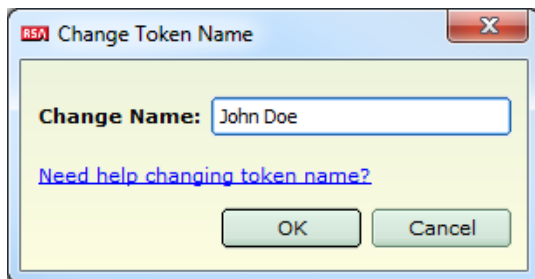 RSA Change Token Name
Change Name: John Doe
Need help changing token name?
OK Cancel